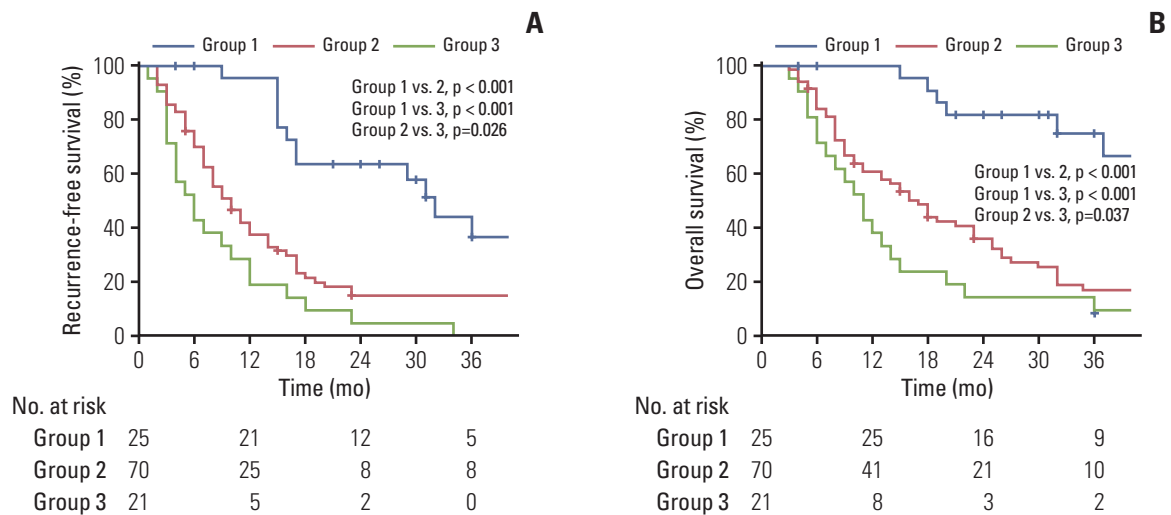 A
Group 1 Group 2 Group 3
Recurrence-free survival (%)
100
80
60
40
20
0
Group 1 vs. 2, p < 0.001
Group 1 vs. 3, p < 0.001
Group 2 vs. 3, p=0.026
0 6 12 18 24 30 36
Time (mo)
No. at risk
Group 1 25 21 12 5
Group 2 70 25 8 8
Group 3 21 5 2 0
B
Group 1 Group 2 Group 3
Overall survival (%)
100
80
60
40
20
0
Group 1 vs. 2, p < 0.001
Group 1 vs. 3, p < 0.001
Group 2 vs. 3, p=0.037
0 6 12 18 24 30 36
Time (mo)
No. at risk
Group 1 25 25 16 9
Group 2 70 41 21 10
Group 3 21 8 3 2